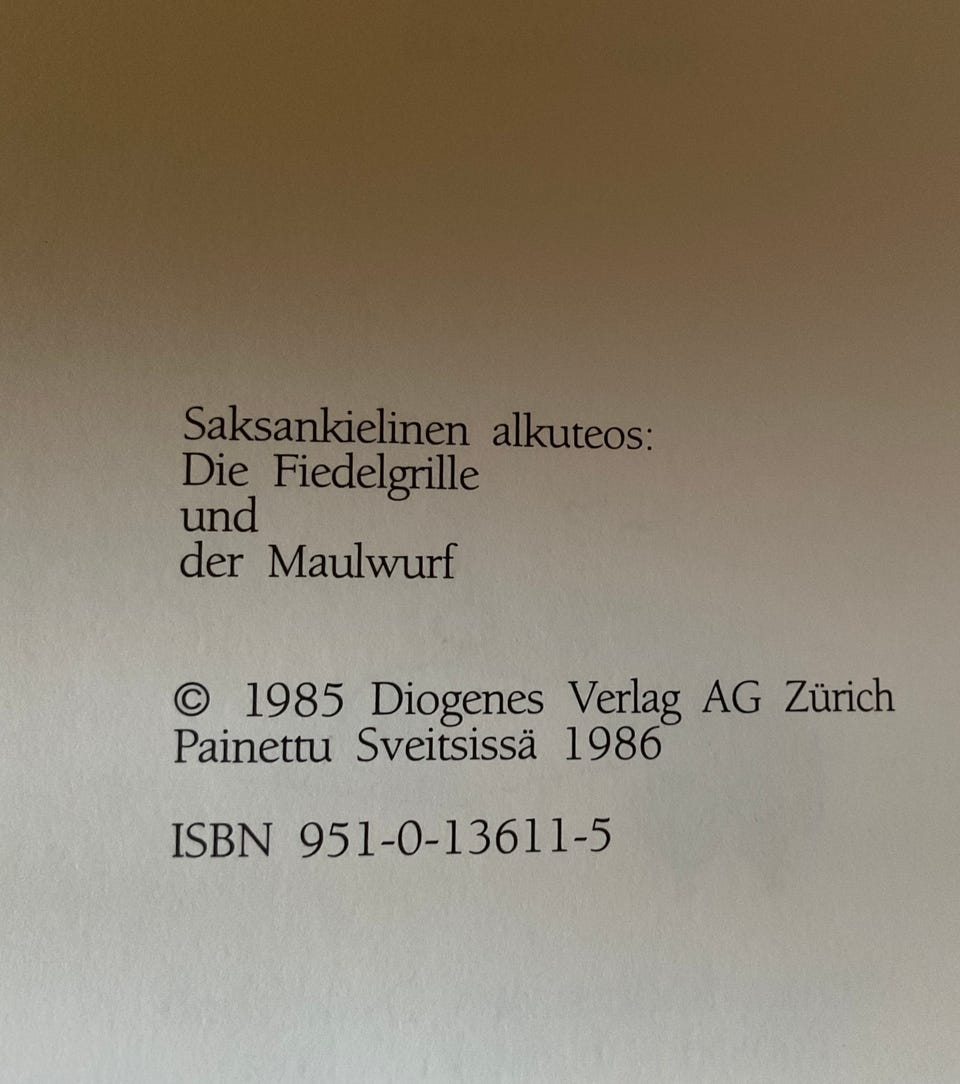 Saksankielinen alkuteos:
Die Fiedelgrille
und
der Maulwurf
© 1985 Diogenes Verlag AG Zürich
Painettu Sveitsissä 1986
ISBN 951-0-13611-5